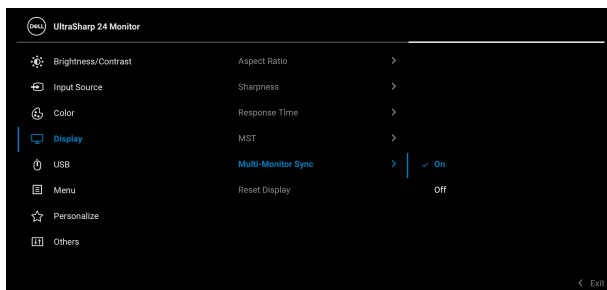 DELL UltraSharp 24 Monitor
Brightness/Contrast Aspect Ratio >
Input Source Sharpness >
Color Response Time >
Display MST >
USB Multi-Monitor Sync > ✓ On
Menu Reset Display Off
Personalize
Others
< Exit